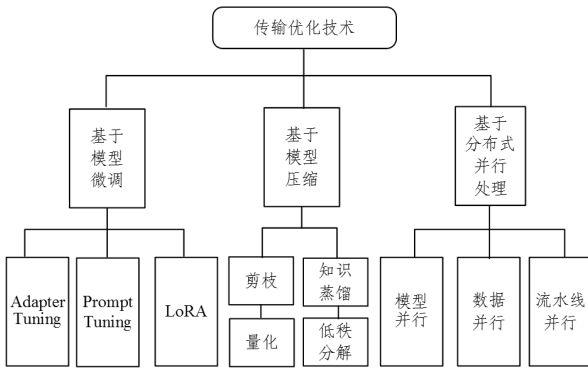 传输优化技术
基于
模型
微调
基于
模型
压缩
基于
分布式
并行
处理
Adapter
Tuning
Prompt
Tuning
LoRA
剪枝
量化
知识
蒸馏
低秩
分解
模型
并行
数据
并行
流水线
并行